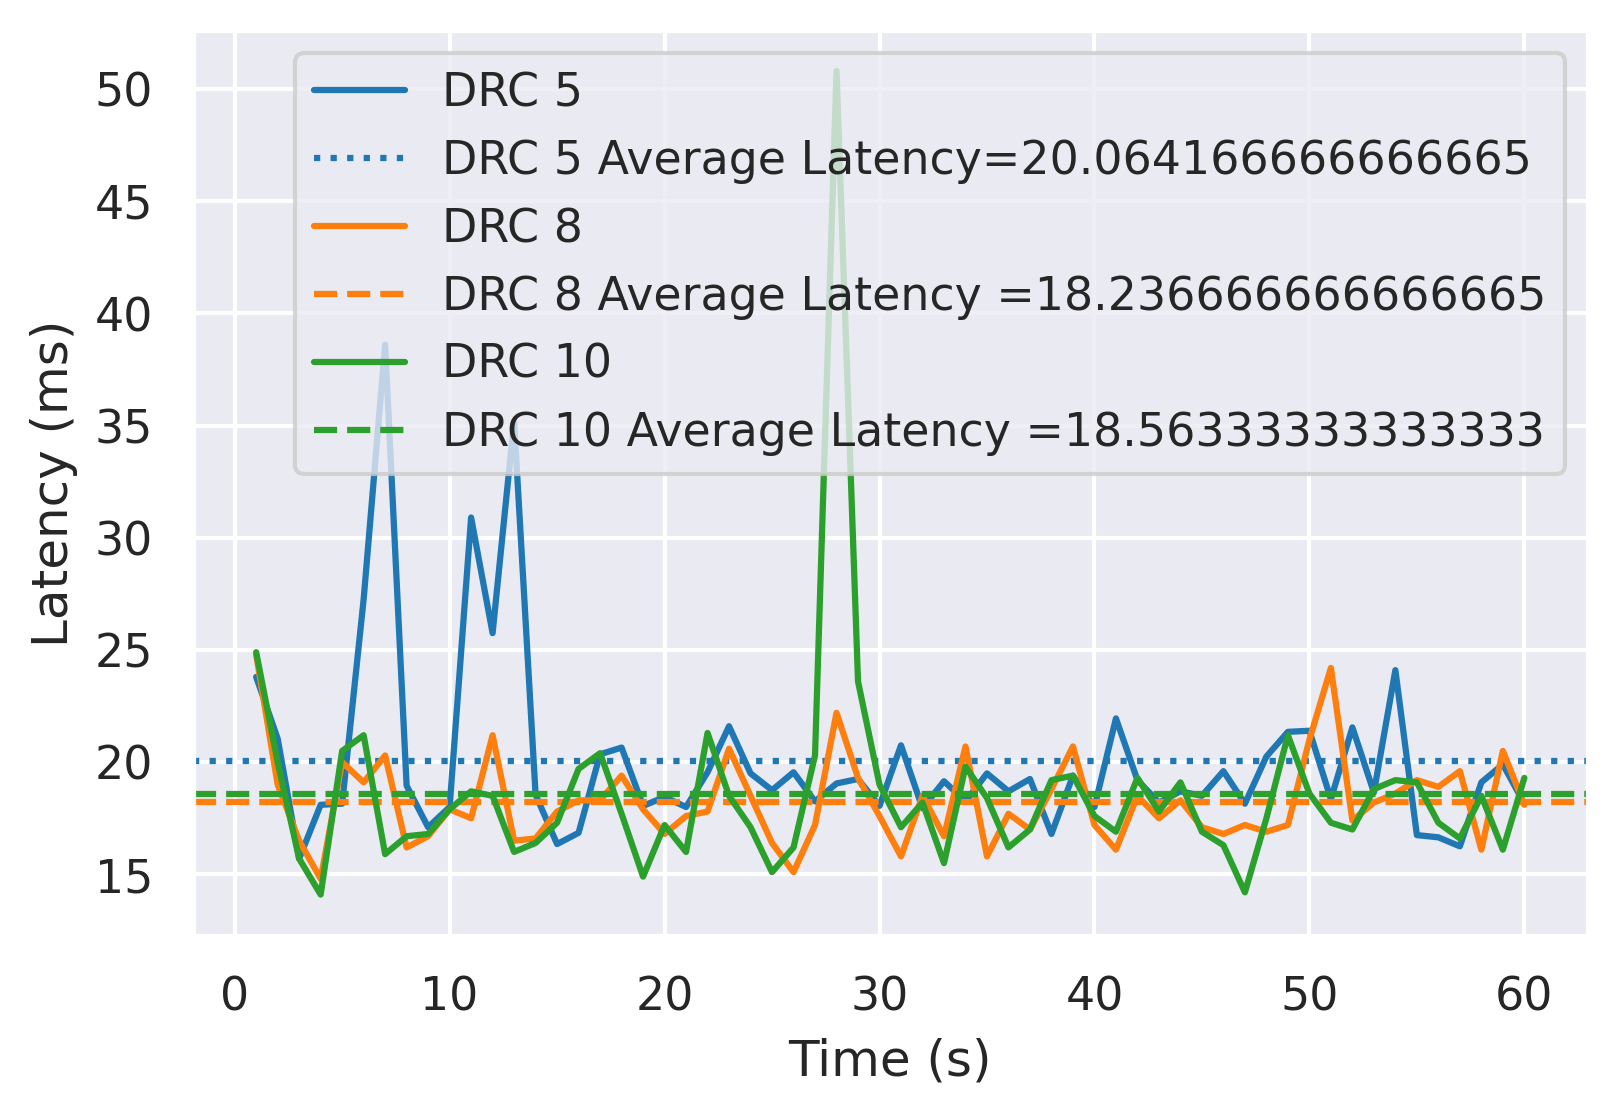 DRC 5
DRC 5 Average Latency=20.0641666666666665
DRC 8
DRC 8 Average Latency =18.236666666666665
DRC 10
DRC 10 Average Latency =18.563333333333333
50
45
40
35
30
25
20
15
Latency (ms)
0 10 20 30 40 50 60
Time (s)